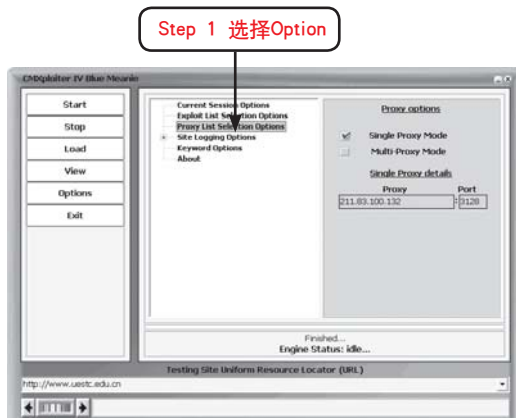 Step 1 选择Option
CMXploiter IV Blue Meanie
Start
Stop
Load
View
Options
Exit
Current Session Options
Exploit List Selection Options
Proxy List Selection Options
Site Logging Options
Keyword Options
About
Proxy options
Single Proxy Mode
Multi-Proxy Mode
Single Proxy details
Proxy Port
211.83.100.132 : 3128
Finished...
Engine Status: idle...
Testing Site Uniform Resource Locator (URL)
http://www.uestc.edu.cn